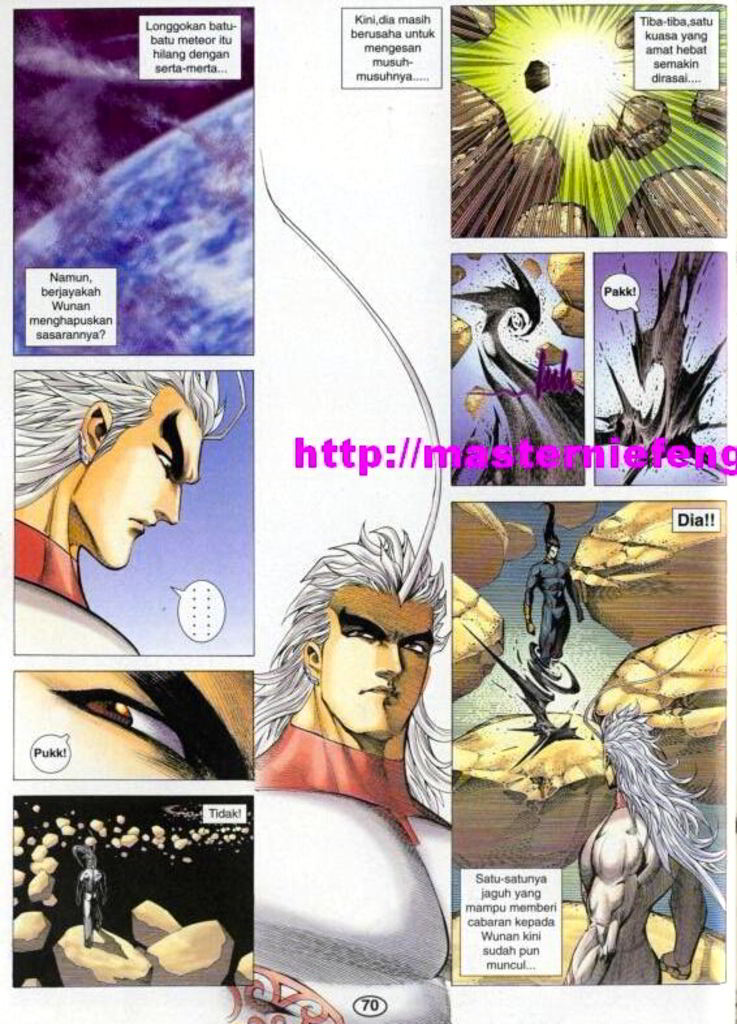 Longgokan batu-
batu meteor itu
hilang dengan
serta-merta...
Namun,
berjayakah
Wunan
menghapuskan
sasarannya?
Pukk!
Tidak!
Kini,dia masih
berusaha untuk
mengesan
musuh-
musuhnya.....
Tiba-tiba,satu
kuasa yang
amat hebat
semakin
dirasai....
Pakk!
http://masterniefeng
Dia!!
Satu-satunya
jaguh yang
mampu memberi
cabaran kepada
Wunan kini
sudah pun
muncul...
70